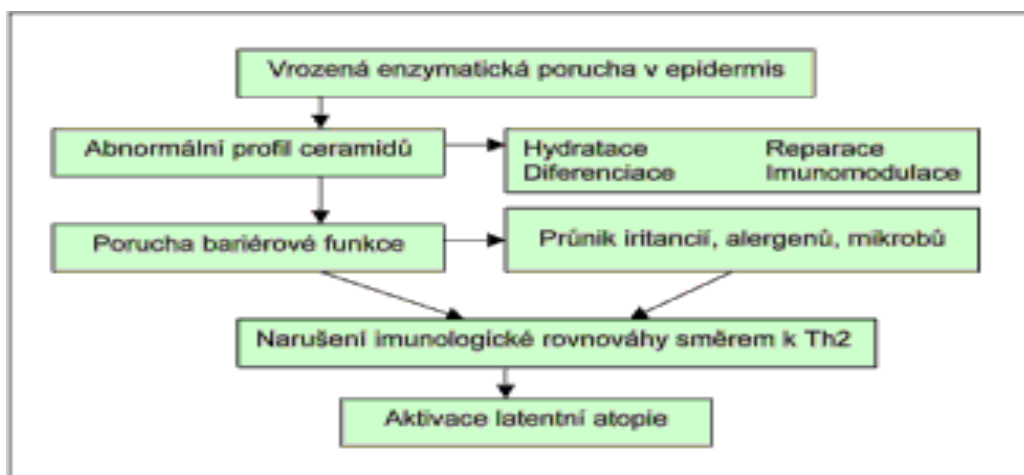 Vrozená enzymatická porucha v epidermis
Abnormální profil ceramidů
Hydratace Reparace
Diferenciace Imunomodulace
Porucha bariérové funkce
Průnik iritancií, alergenů, mikrobů
Narušení imunologické rovnováhy směrem k Th2
Aktivace latentní atopie